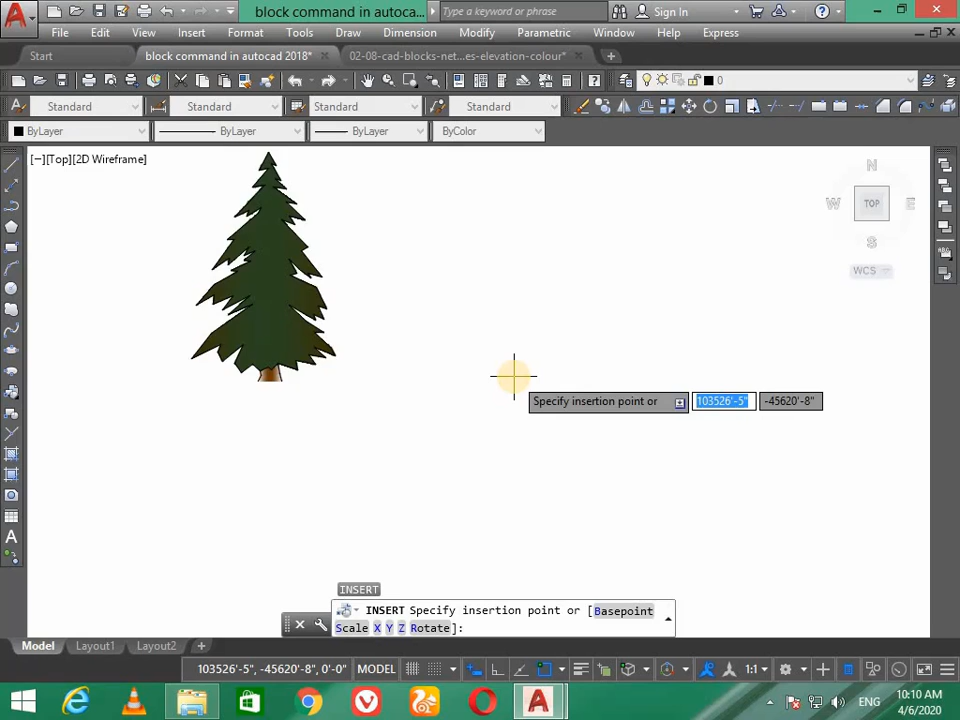 block command in autoca...
Type a keyword or phrase
Sign In
File Edit View Insert Format Tools Draw Dimension Modify Parametric Window Help Express
Start
block command in autocad 2018*
02-08-cad-blocks-net...es-elevation-colour*
0
Standard
Standard
Standard
Standard
ByLayer
ByLayer
ByLayer
ByColor
[−][Top][2D Wireframe]
N
W
TOP
E
S
WCS
Specify insertion point or
103526'-5"
-45620'-8"
INSERT
INSERT Specify insertion point or [Basepoint
Scale X Y Z Rotate]:
Model
Layout1
Layout2
103526'-5", -45620'-8", 0'-0"
MODEL
1:1
ENG
10:10 AM
4/6/2020